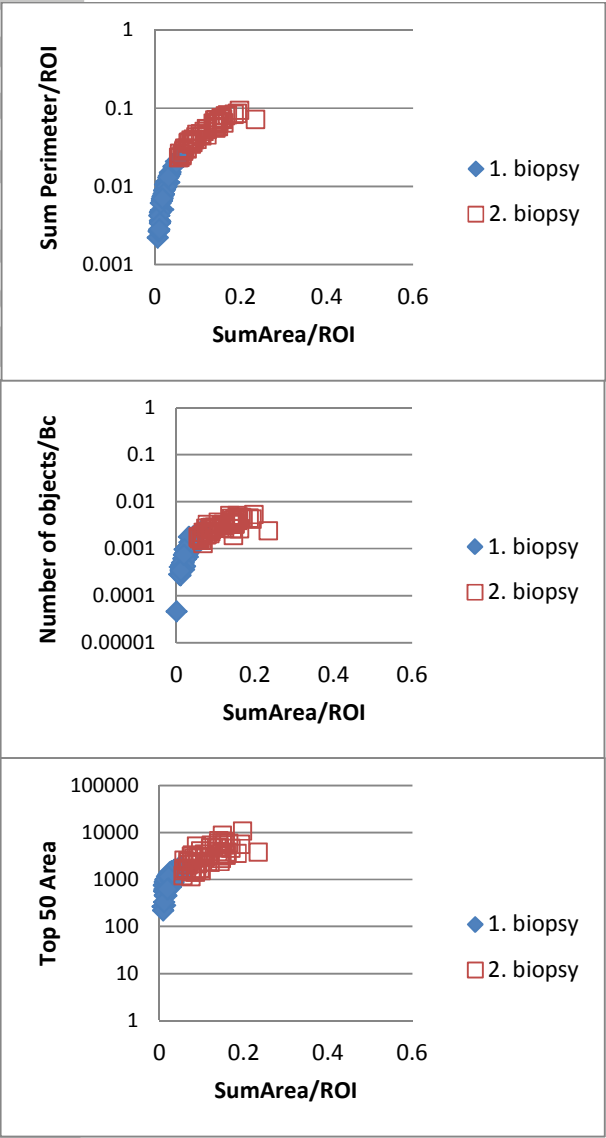 1
0.1
0.01
0.001
Sum Perimeter/ROI
0 0.2 0.4 0.6
SumArea/ROI
1. biopsy
2. biopsy
1
0.1
0.01
0.001
0.0001
0.00001
Number of objects/Bc
0 0.2 0.4 0.6
SumArea/ROI
1. biopsy
2. biopsy
100000
10000
1000
100
10
1
Top 50 Area
0 0.2 0.4 0.6
SumArea/ROI
1. biopsy
2. biopsy